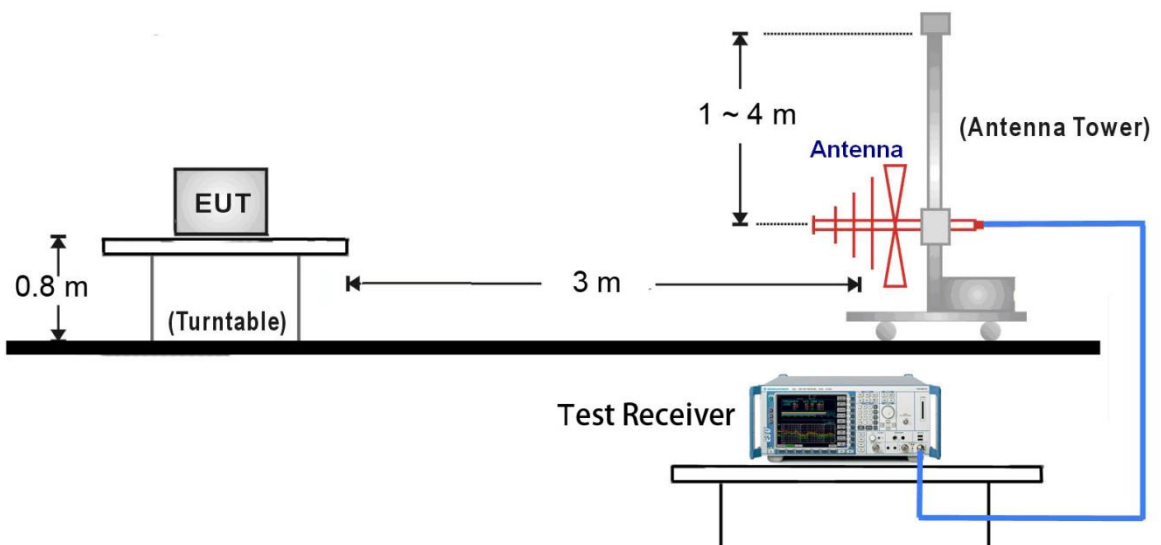 1 ~ 4 m
(Antenna Tower)
Antenna
EUT
0.8 m
3 m
(Turntable)
Test Receiver